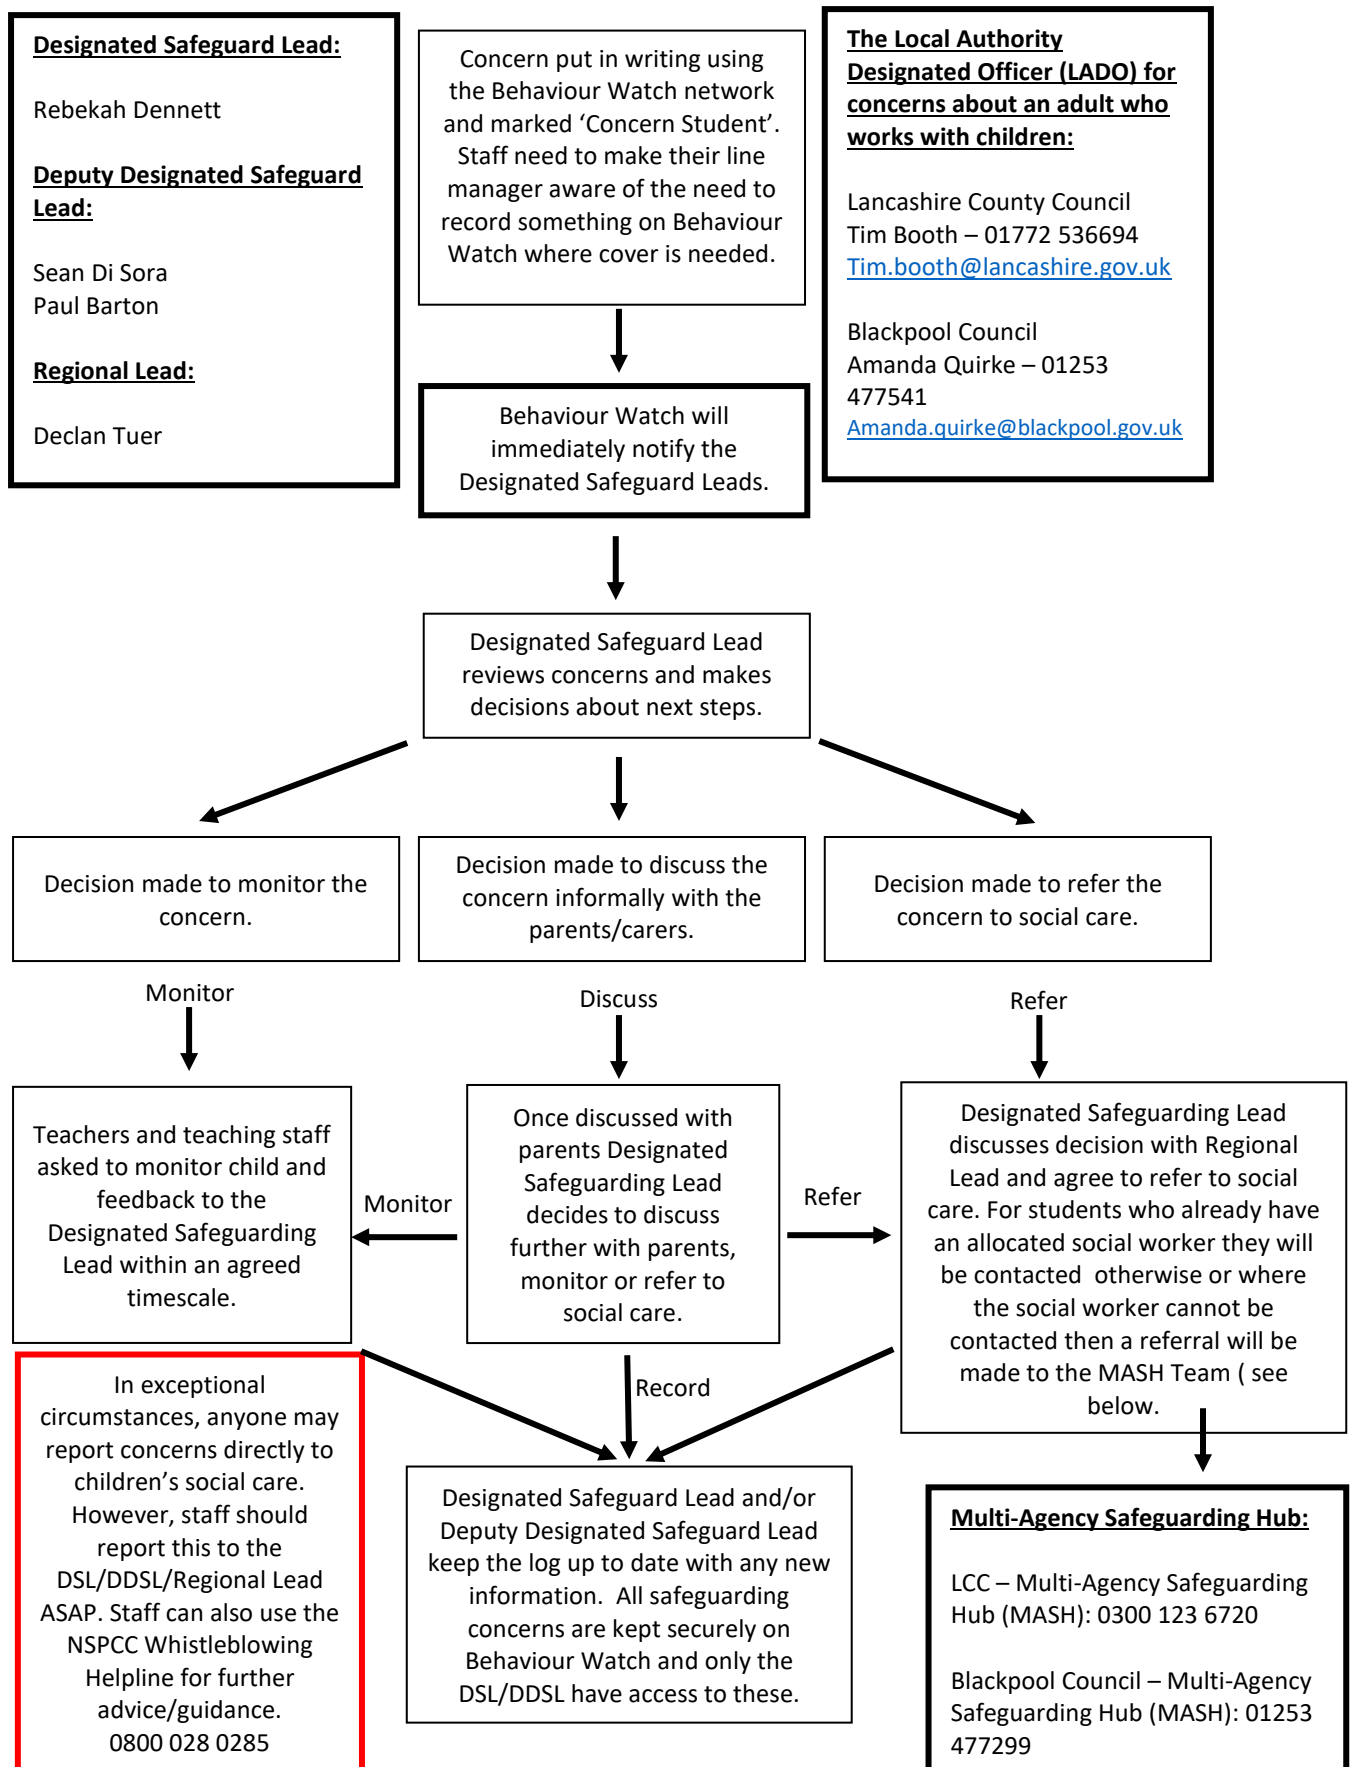 Designated Safeguard Lead:
Rebekah Dennett
Deputy Designated Safeguard
Lead:
Sean Di Sora
Paul Barton
Regional Lead:
Declan Tuer
Concern put in writing using
the Behaviour Watch network
and marked ‘Concern Student’.
Staff need to make their line
manager aware of the need to
record something on Behaviour
Watch where cover is needed.
The Local Authority
Designated Officer (LADO) for
concerns about an adult who
works with children:
Lancashire County Council
Tim Booth – 01772 536694
Tim.booth@lancashire.gov.uk
Blackpool Council
Amanda Quirke – 01253
477541
Amanda.quirke@blackpool.gov.uk
Behaviour Watch will
immediately notify the
Designated Safeguard Leads.
Designated Safeguard Lead
reviews concerns and makes
decisions about next steps.
Decision made to monitor the
concern.
Decision made to discuss the
concern informally with the
parents/carers.
Decision made to refer the
concern to social care.
Monitor
Discuss
Refer
Teachers and teaching staff
asked to monitor child and
feedback to the
Designated Safeguarding
Lead within an agreed
timescale.
Monitor
Once discussed with
parents Designated
Safeguarding Lead
decides to discuss
further with parents,
monitor or refer to
social care.
Refer
Designated Safeguarding Lead
discusses decision with Regional
Lead and agree to refer to social
care. For students who already have
an allocated social worker they will
be contacted  otherwise or where
the social worker cannot be
contacted then a referral will be
made to the MASH Team ( see
below.
In exceptional
circumstances, anyone may
report concerns directly to
children’s social care.
However, staff should
report this to the
DSL/DDSL/Regional Lead
ASAP. Staff can also use the
NSPCC Whistleblowing
Helpline for further
advice/guidance.
0800 028 0285
Record
Designated Safeguard Lead and/or
Deputy Designated Safeguard Lead
keep the log up to date with any new
information.  All safeguarding
concerns are kept securely on
Behaviour Watch and only the
DSL/DDSL have access to these.
Multi-Agency Safeguarding Hub:
LCC – Multi-Agency Safeguarding
Hub (MASH): 0300 123 6720
Blackpool Council – Multi-Agency
Safeguarding Hub (MASH): 01253
477299